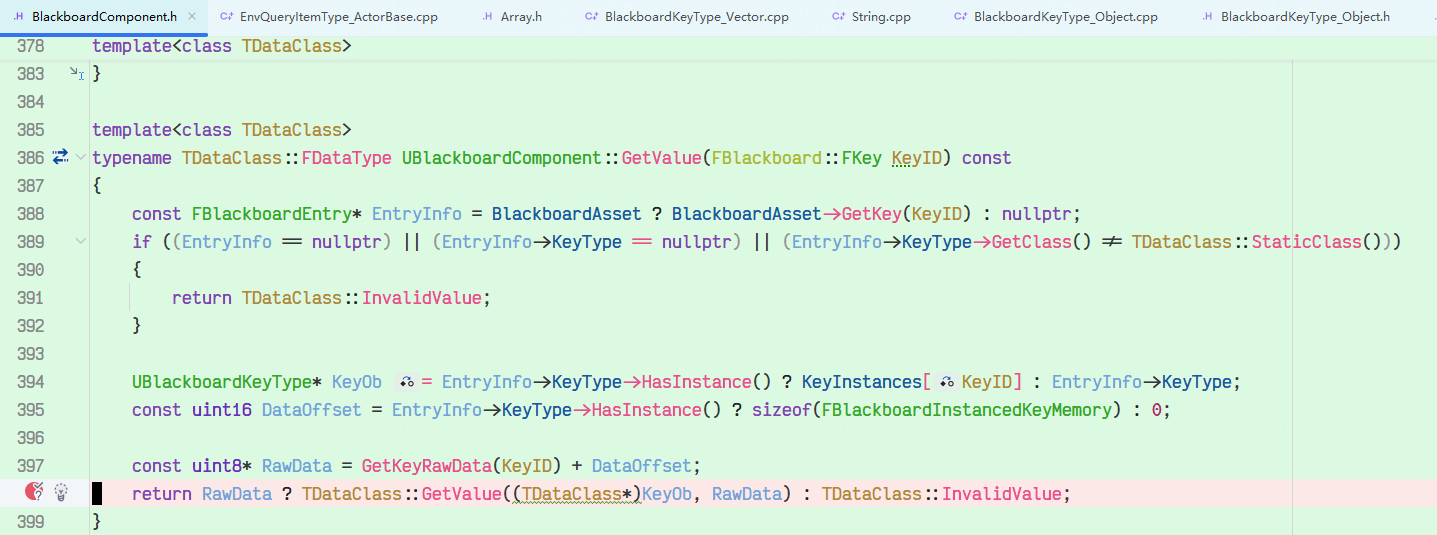 BlackboardComponent.h EnvQueryItemType_ActorBase.cpp Array.h BlackboardKeyType_Vector.cpp String.cpp BlackboardKeyType_Object.cpp BlackboardKeyType_Object.h
378 template<class TDataClass>
383 }
384
385 template<class TDataClass>
386 typename TDataClass::FDataType UBlackboardComponent::GetValue(FBlackboard::FKey KeyID) const
387 {
388 const FBlackboardEntry* EntryInfo = BlackboardAsset ? BlackboardAsset->GetKey(KeyID) : nullptr;
389 if ((EntryInfo == nullptr) || (EntryInfo->KeyType == nullptr) || (EntryInfo->KeyType->GetClass() != TDataClass::StaticClass()))
390 {
391 return TDataClass::InvalidValue;
392 }
393
394 UBlackboardKeyType* KeyOb = EntryInfo->KeyType->HasInstance() ? KeyInstances[KeyID] : EntryInfo->KeyType;
395 const uint16 DataOffset = EntryInfo->KeyType->HasInstance() ? sizeof(FBlackboardInstancedKeyMemory) : 0;
396
397 const uint8* RawData = GetKeyRawData(KeyID) + DataOffset;
return RawData ? TDataClass::GetValue((TDataClass*)KeyOb, RawData) : TDataClass::InvalidValue;
399 }